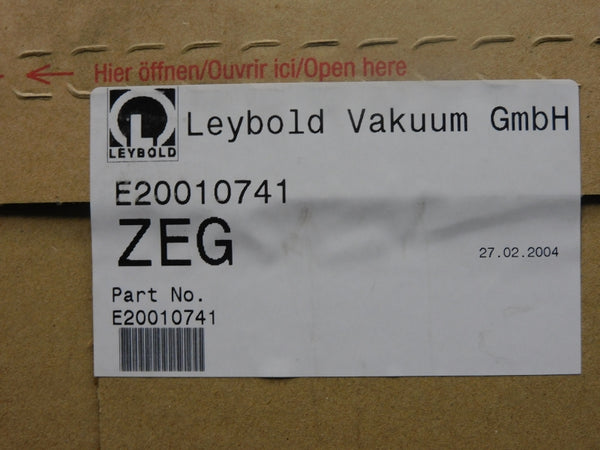 Hier öffnen/Ouvrir ici/Open here
LEYBOLD
Leybold Vakuum GmbH
E20010741
ZEG
27.02.2004
Part No.
E20010741